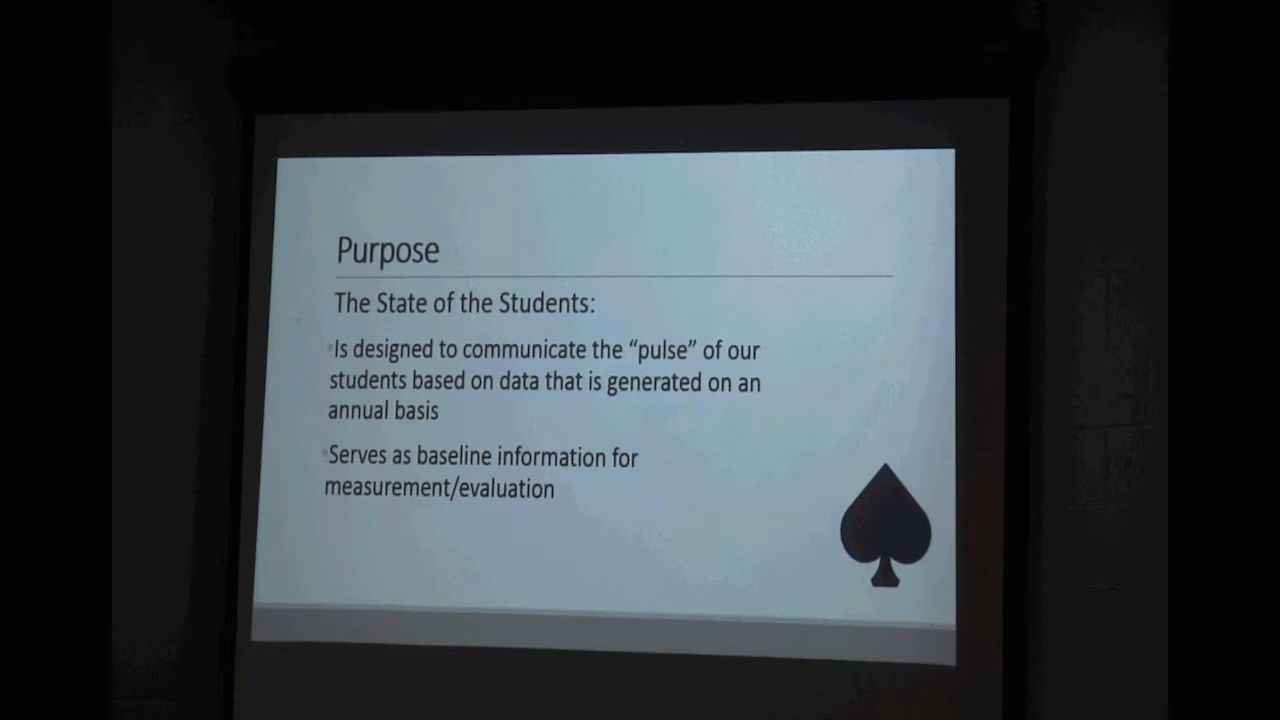 Purpose
The State of the Students:
Is designed to communicate the “pulse” of our
students based on data that is generated on an
annual basis
Serves as baseline information for
measurement/evaluation